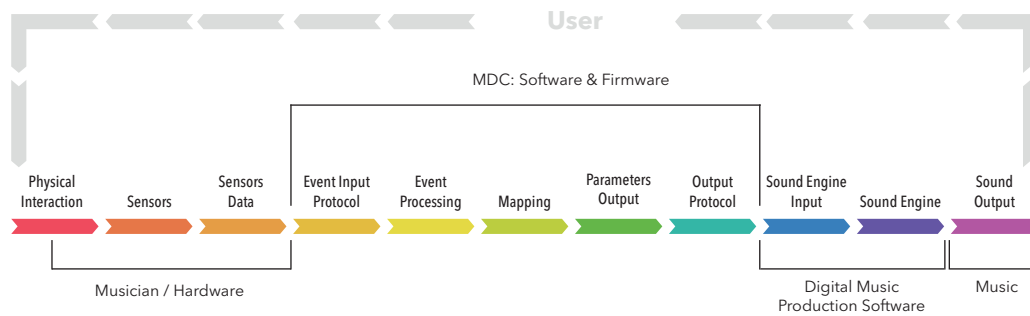 User
MDC: Software & Firmware
Physical
Interaction
Sensors
Sensors
Data
Event Input
Protocol
Event
Processing
Mapping
Parameters
Output
Output
Protocol
Sound Engine
Input
Sound Engine
Sound
Output
Musician / Hardware
Digital Music
Production Software
Music